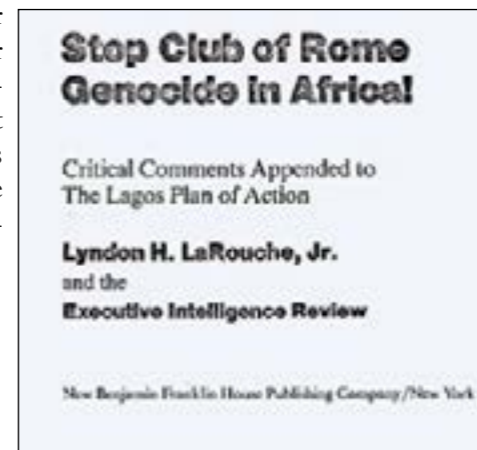 Stop Club of Rome
Genocide in Africa!
Critical Comments Appended to
The Lagos Plan of Action
Lyndon H. LaRouche, Jr.
and the
Executive Intelligence Review
New Benjamin Franklin House Publishing Company/New York